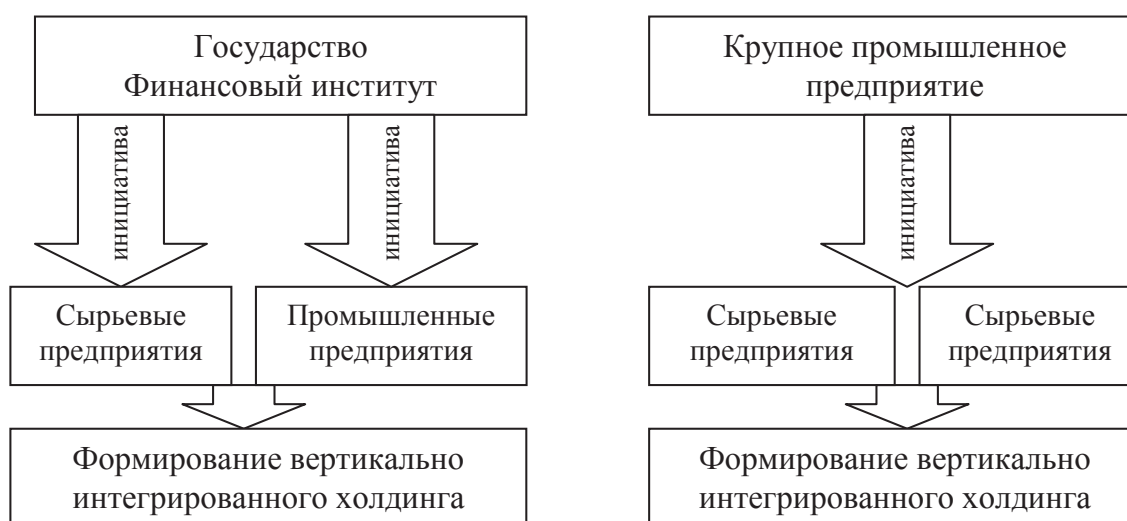 Государство
Финансовый институт
инициатива
инициатива
Сырьевые
предприятия
Промышленные
предприятия
Формирование вертикально
интегрированного холдинга
Крупное промышленное
предприятие
инициатива
Сырьевые
предприятия
Сырьевые
предприятия
Формирование вертикально
интегрированного холдинга